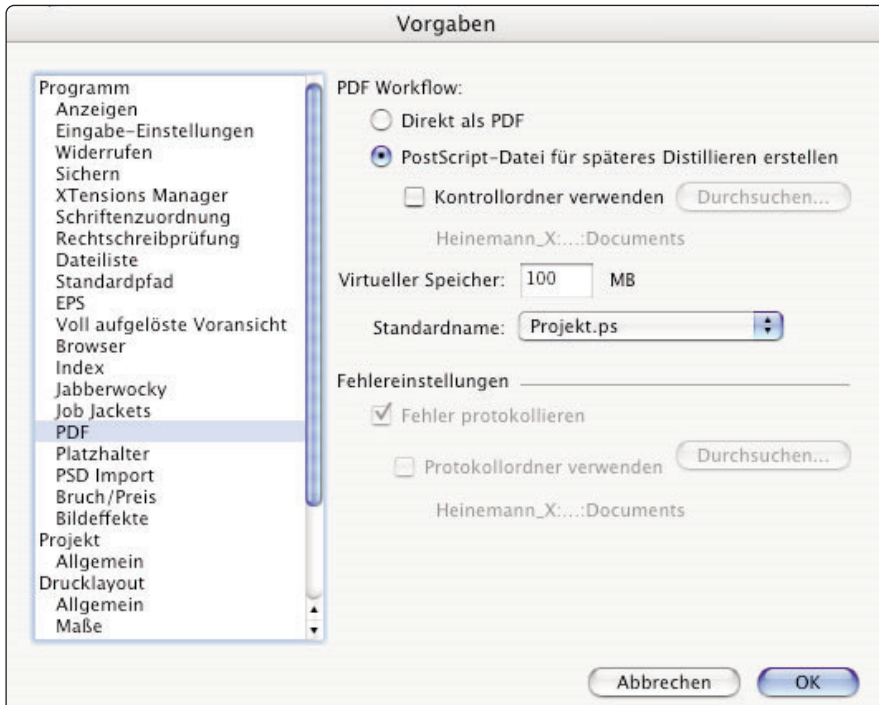 Vorgaben
Programm
Anzeigen
Eingabe-Einstellungen
Widerrufen
Sichern
XTensions Manager
Schriftenzuordnung
Rechtschreibprüfung
Dateiliste
Standardpfad
EPS
Voll aufgelöste Voransicht
Browser
Index
Jabberwocky
Job Jackets
PDF
Platzhalter
PSD Import
Bruch/Preis
Bildeffekte
Projekt
Allgemein
Drucklayout
Allgemein
Maße
PDF Workflow:
Direkt als PDF
PostScript-Datei für späteres Distillieren erstellen
Kontrollordner verwenden Durchsuchen...
Heinemann_X:...:Documents
Virtueller Speicher: 100 MB
Standardname: Projekt.ps
Fehlereinstellungen
Fehler protokollieren
Protokollordner verwenden Durchsuchen...
Heinemann_X:...:Documents
Abbrechen OK